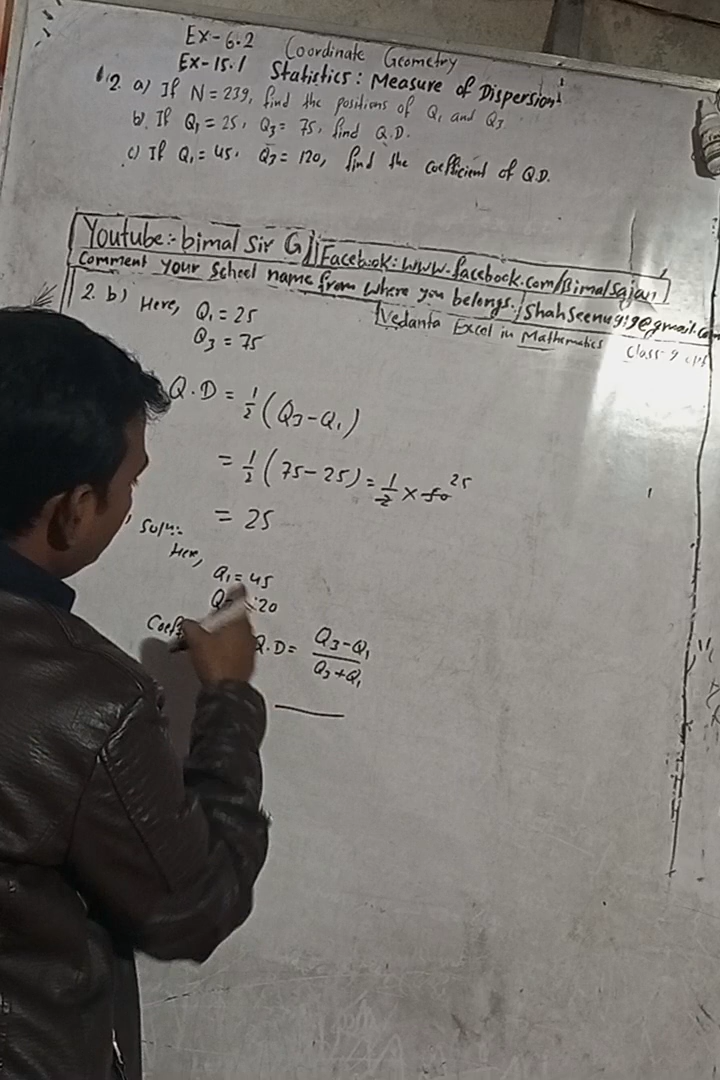 Ex-6.2 Coordinate Geometry
Ex-15.1 Statistics: Measure of Dispersion
2. a) If N = 239, find the positions of Q₁ and Q₃.
b). If Q₁ = 25, Q₃ = 75, find Q.D.
c) If Q₁ = 45, Q₃ = 120, find the coefficient of Q.D.
Youtube:- bimal Sir G || Facebook: www.facebook.com/Bimalsajan
Comment your School name from where you belongs. / Shahseenu919@gmail.com
Vedanta Excel in Mathematics Class-9
2. b) Here, Q₁ = 25
Q₃ = 75
Q.D = 1/2 (Q₃ - Q₁)
= 1/2 (75 - 25) = 1/2 × 50 25
= 25
Soln:
Here,
Q₁ = 45
20
Coeff Q.D = Q₃-Q₁/Q₃+Q₁